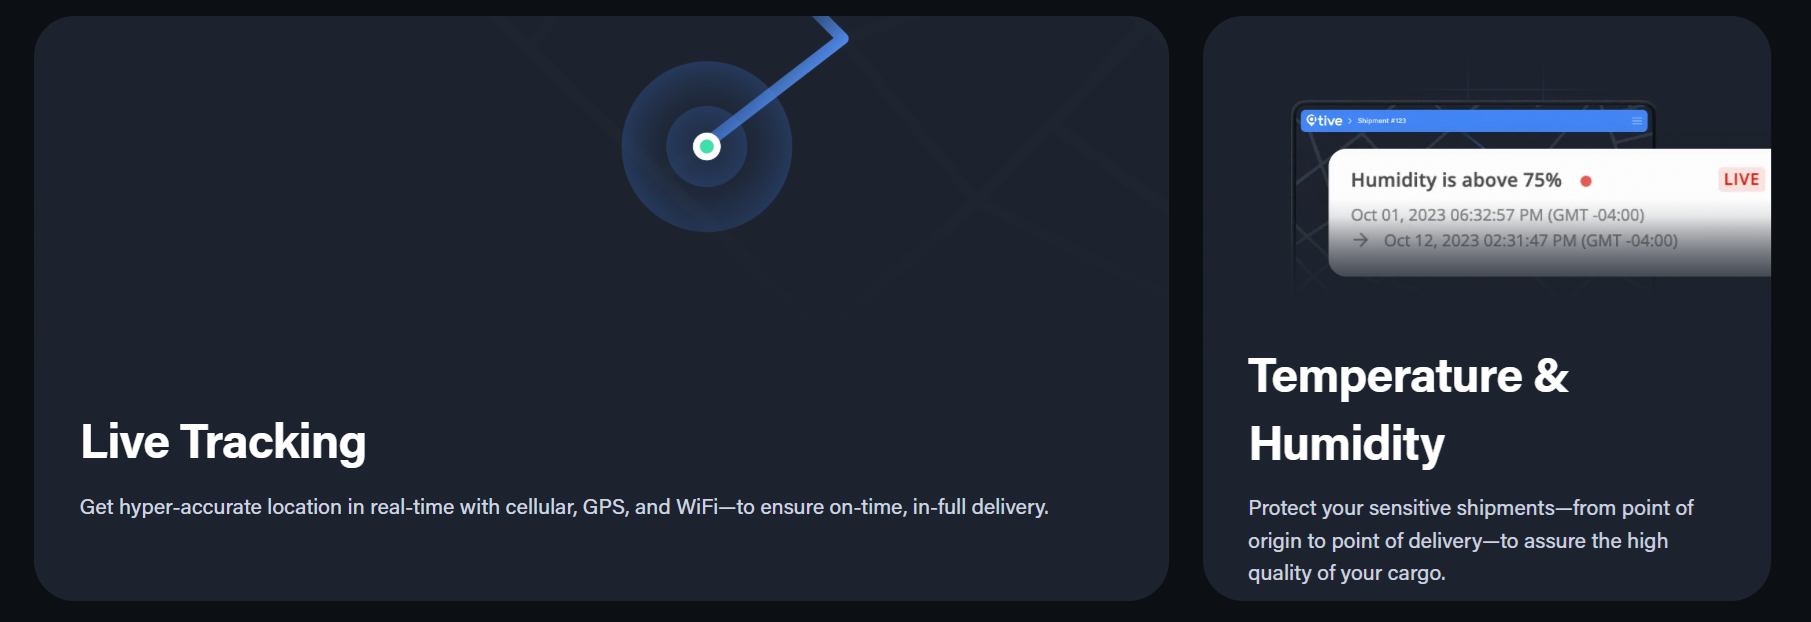 Live Tracking
Get hyper-accurate location in real-time with cellular, GPS, and WiFi—to ensure on-time, in-full delivery.
tive > Shipment #123
Humidity is above 75%
LIVE
Oct 01, 2023 06:32:57 PM (GMT -04:00)
→ Oct 12, 2023 02:31:47 PM (GMT -04:00)
Temperature &
Humidity
Protect your sensitive shipments—from point of
origin to point of delivery—to assure the high
quality of your cargo.